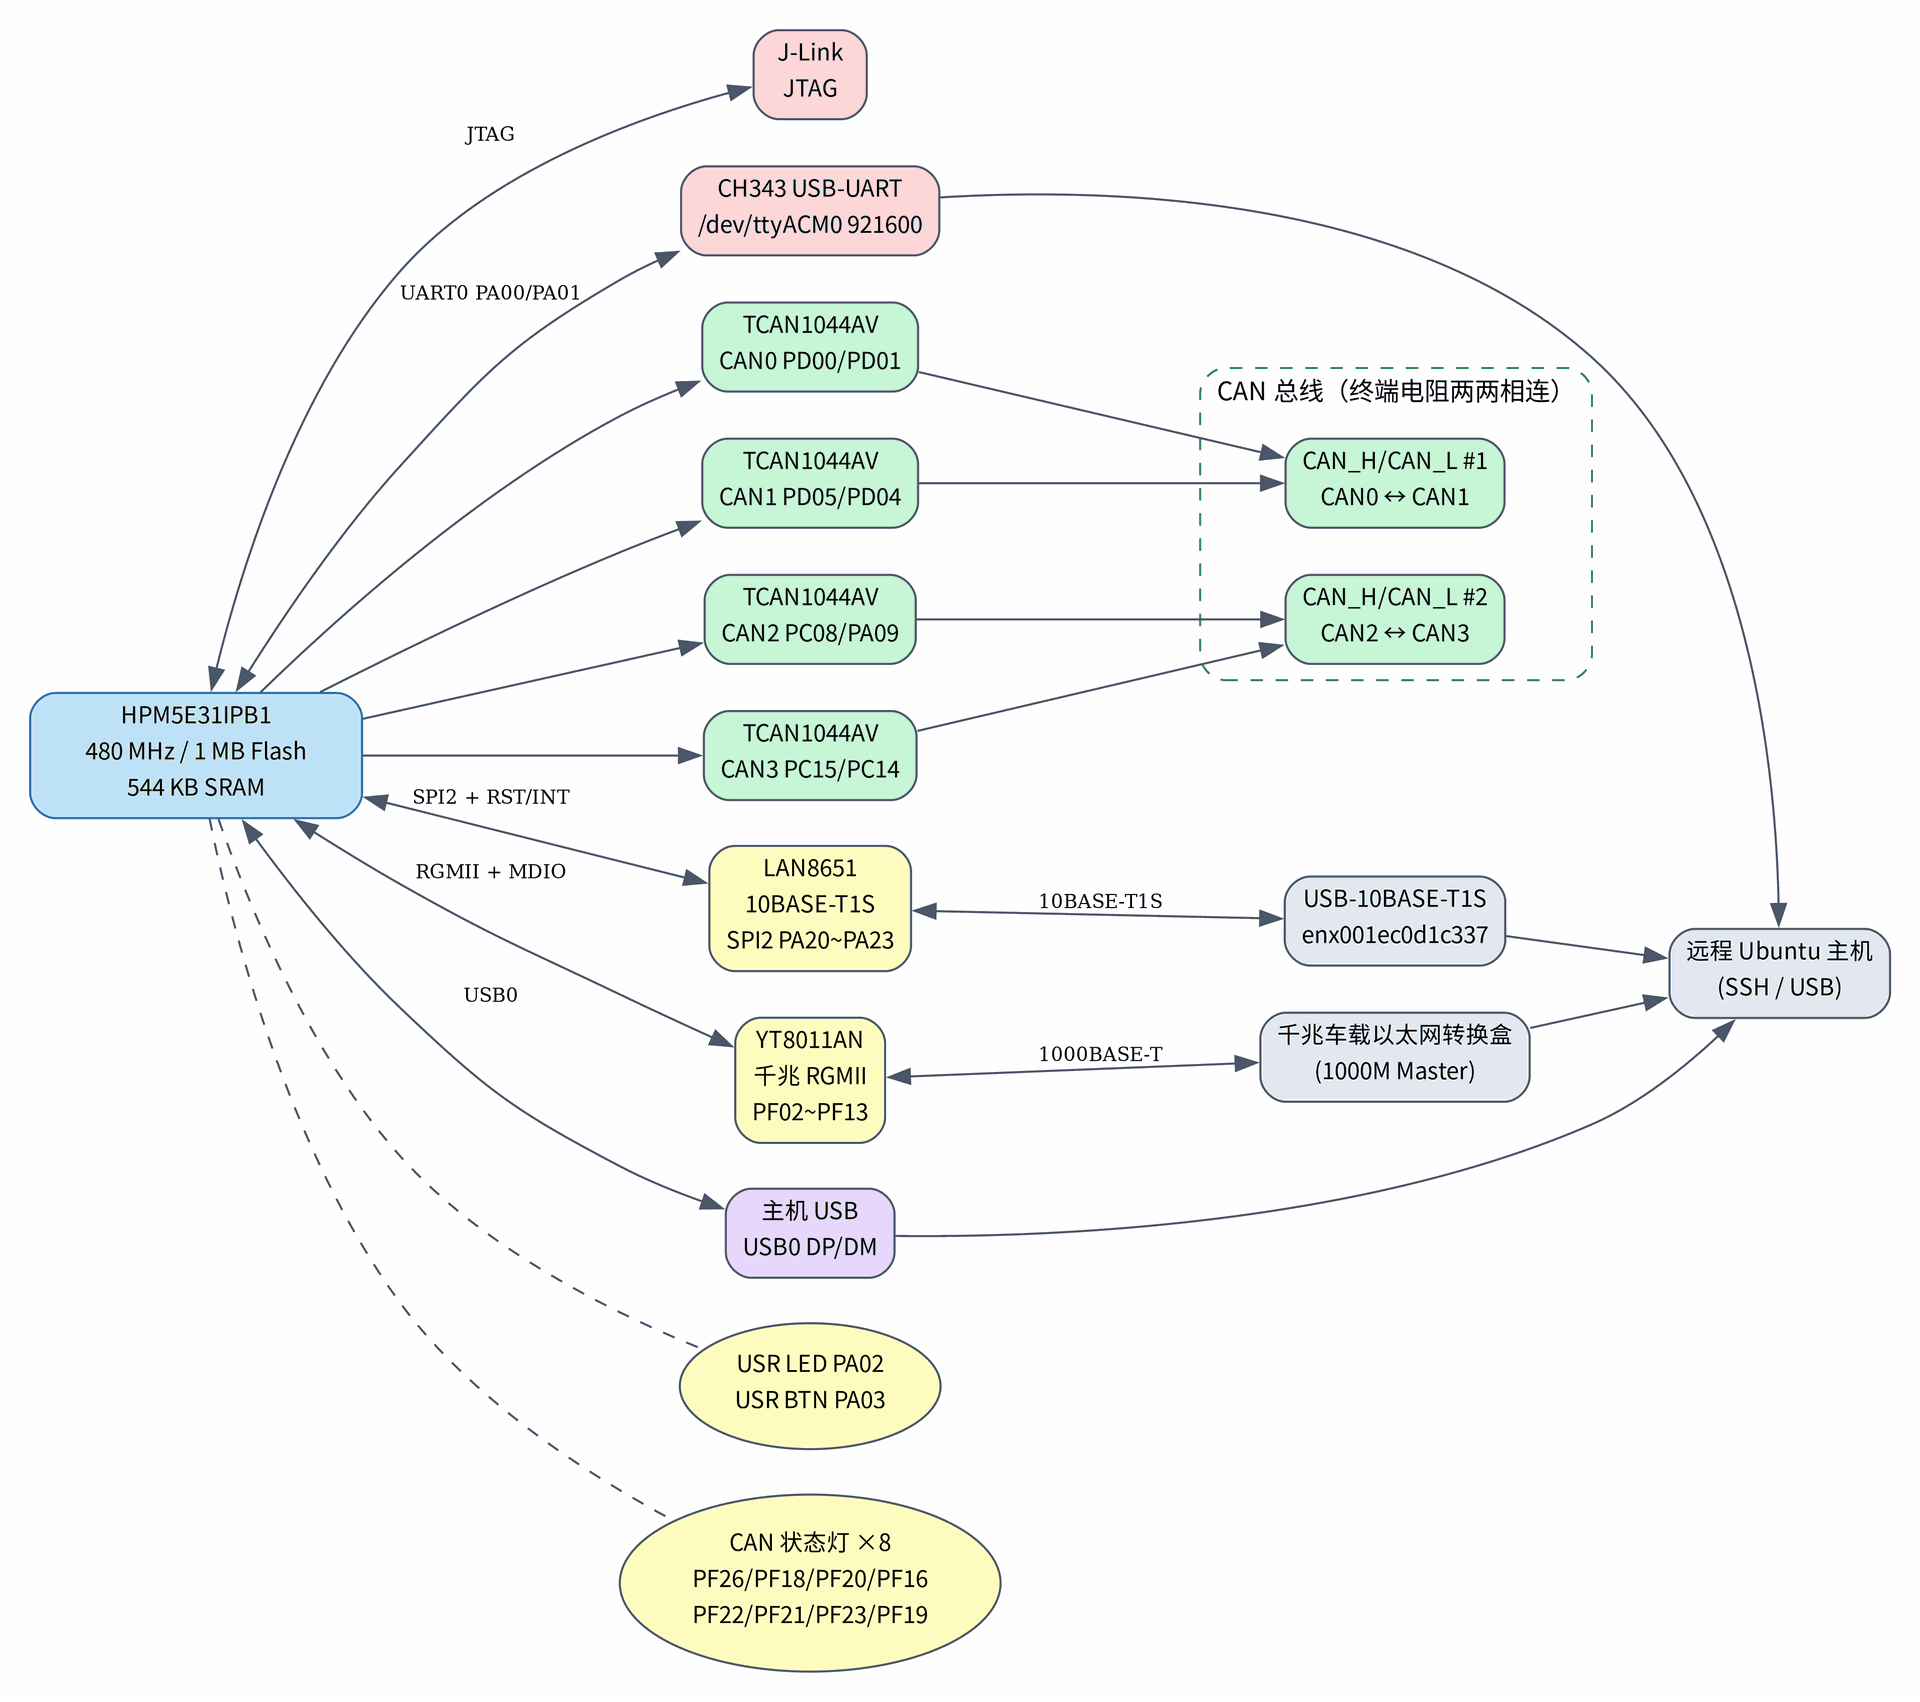 J-Link
JTAG
JTAG
CH343 USB-UART
/dev/ttyACM0 921600
UART0 PA00/PA01
TCAN1044AV
CAN0 PD00/PD01
CAN 总线（终端电阻两两相连）
TCAN1044AV
CAN1 PD05/PD04
CAN_H/CAN_L #1
CAN0 ↔ CAN1
TCAN1044AV
CAN2 PC08/PA09
CAN_H/CAN_L #2
CAN2 ↔ CAN3
HPM5E31IPB1
480 MHz / 1 MB Flash
544 KB SRAM
TCAN1044AV
CAN3 PC15/PC14
SPI2 + RST/INT
RGMII + MDIO
LAN8651
10BASE-T1S
SPI2 PA20~PA23
10BASE-T1S
USB-10BASE-T1S
enx001ec0d1c337
远程 Ubuntu 主机
(SSH / USB)
USB0
YT8011AN
千兆 RGMII
PF02~PF13
1000BASE-T
千兆车载以太网转换盒
(1000M Master)
主机 USB
USB0 DP/DM
USR LED PA02
USR BTN PA03
CAN 状态灯 ×8
PF26/PF18/PF20/PF16
PF22/PF21/PF23/PF19